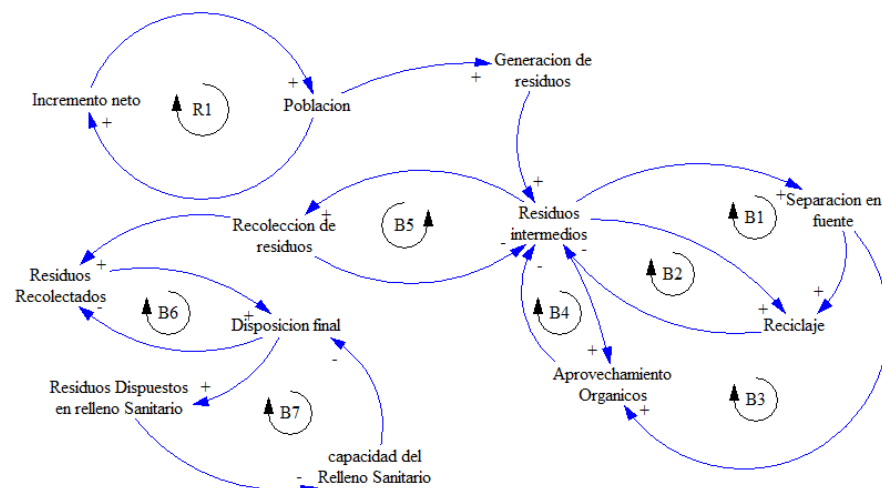 Generacion de
residuos
Incremento neto
R1
Poblacion
+
+
+
+
Residuos
intermedios
+
Separacion en
fuente
B1
Recoleccion de
residuos
+
B5
-
-
-
B2
Residuos
Recolectados
+
-
B6
+
Disposicion final
B4
+
+
Reciclaje
-
+
Aprovechamiento
Organicos
+
B3
Residuos Dispuestos
en relleno Sanitario
+
B7
capacidad del
Relleno Sanitario
-